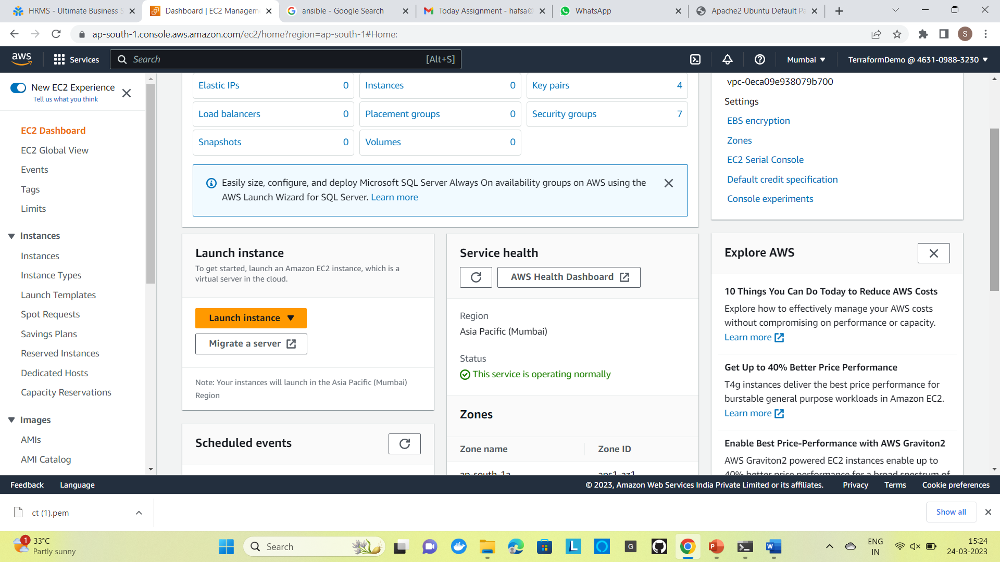 HRMS - Ultimate Business S
Dashboard | EC2 Managem
ansible - Google Search
Today Assignment - hafsa@
WhatsApp
Apache2 Ubuntu Default Pa
ap-south-1.console.aws.amazon.com/ec2/home?region=ap-south-1#Home:
S
aws
Services
Search
[Alt+S]
Mumbai
TerraformDemo @ 4631-0988-3230
New EC2 Experience
Tell us what you think
EC2 Dashboard
EC2 Global View
Events
Tags
Limits
Instances
Instances
Instance Types
Launch Templates
Spot Requests
Savings Plans
Reserved Instances
Dedicated Hosts
Capacity Reservations
Images
AMIs
AMI Catalog
Elastic IPs 0
Instances 0
Key pairs 4
Load balancers 0
Placement groups 0
Security groups 7
Snapshots 0
Volumes 0
Easily size, configure, and deploy Microsoft SQL Server Always On availability groups on AWS using the
AWS Launch Wizard for SQL Server. Learn more
Launch instance
To get started, launch an Amazon EC2 instance, which is a
virtual server in the cloud.
Launch instance
Migrate a server
Note: Your instances will launch in the Asia Pacific (Mumbai)
Region
Scheduled events
Service health
AWS Health Dashboard
Region
Asia Pacific (Mumbai)
Status
This service is operating normally
Zones
Zone name
Zone ID
ap-south-1a
aps1-az1
vpc-0eca09e938079b700
Settings
EBS encryption
Zones
EC2 Serial Console
Default credit specification
Console experiments
Explore AWS
10 Things You Can Do Today to Reduce AWS Costs
Explore how to effectively manage your AWS costs
without compromising on performance or capacity.
Learn more
Get Up to 40% Better Price Performance
T4g instances deliver the best price performance for
burstable general purpose workloads in Amazon EC2.
Learn more
Enable Best Price-Performance with AWS Graviton2
AWS Graviton2 powered EC2 instances enable up to
40% better price performance for a broad spectrum of
Feedback
Language
© 2023, Amazon Web Services India Private Limited or its affiliates.
Privacy
Terms
Cookie preferences
ct (1).pem
Show all
1
33°C
Partly sunny
Search
L
G
P
W
ENG
IN
15:24
24-03-2023